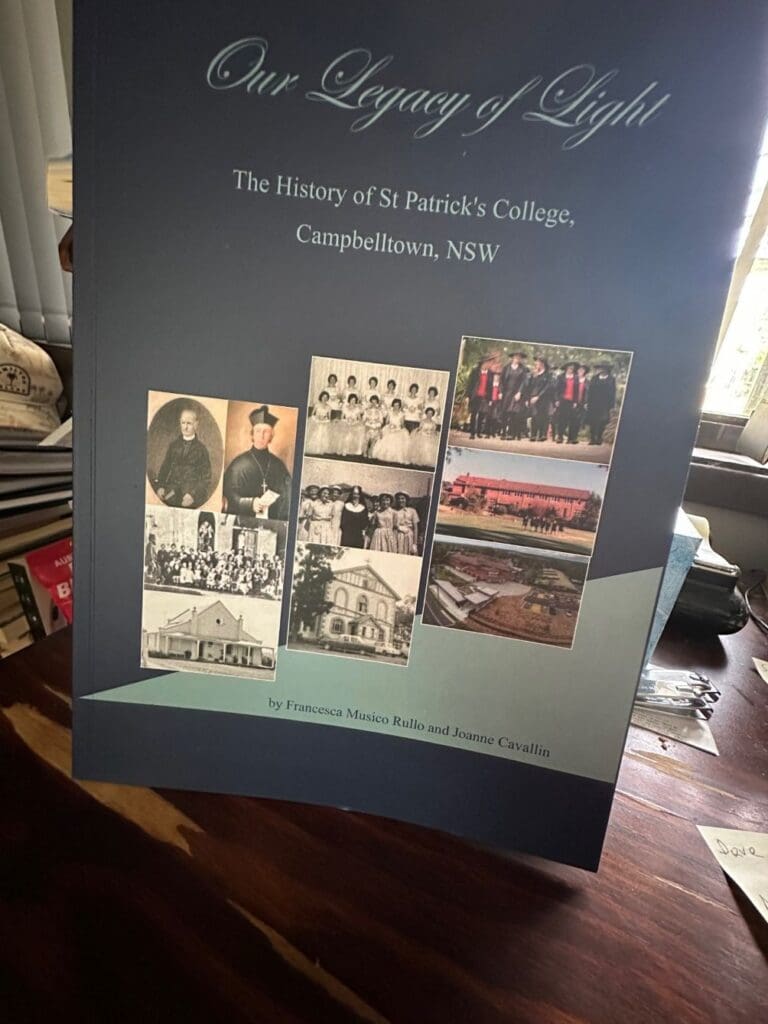 Our Legacy of Light
The History of St Patrick's College,
Campbelltown, NSW
by Francesca Musico Rullo and Joanne Cavallin
Dave